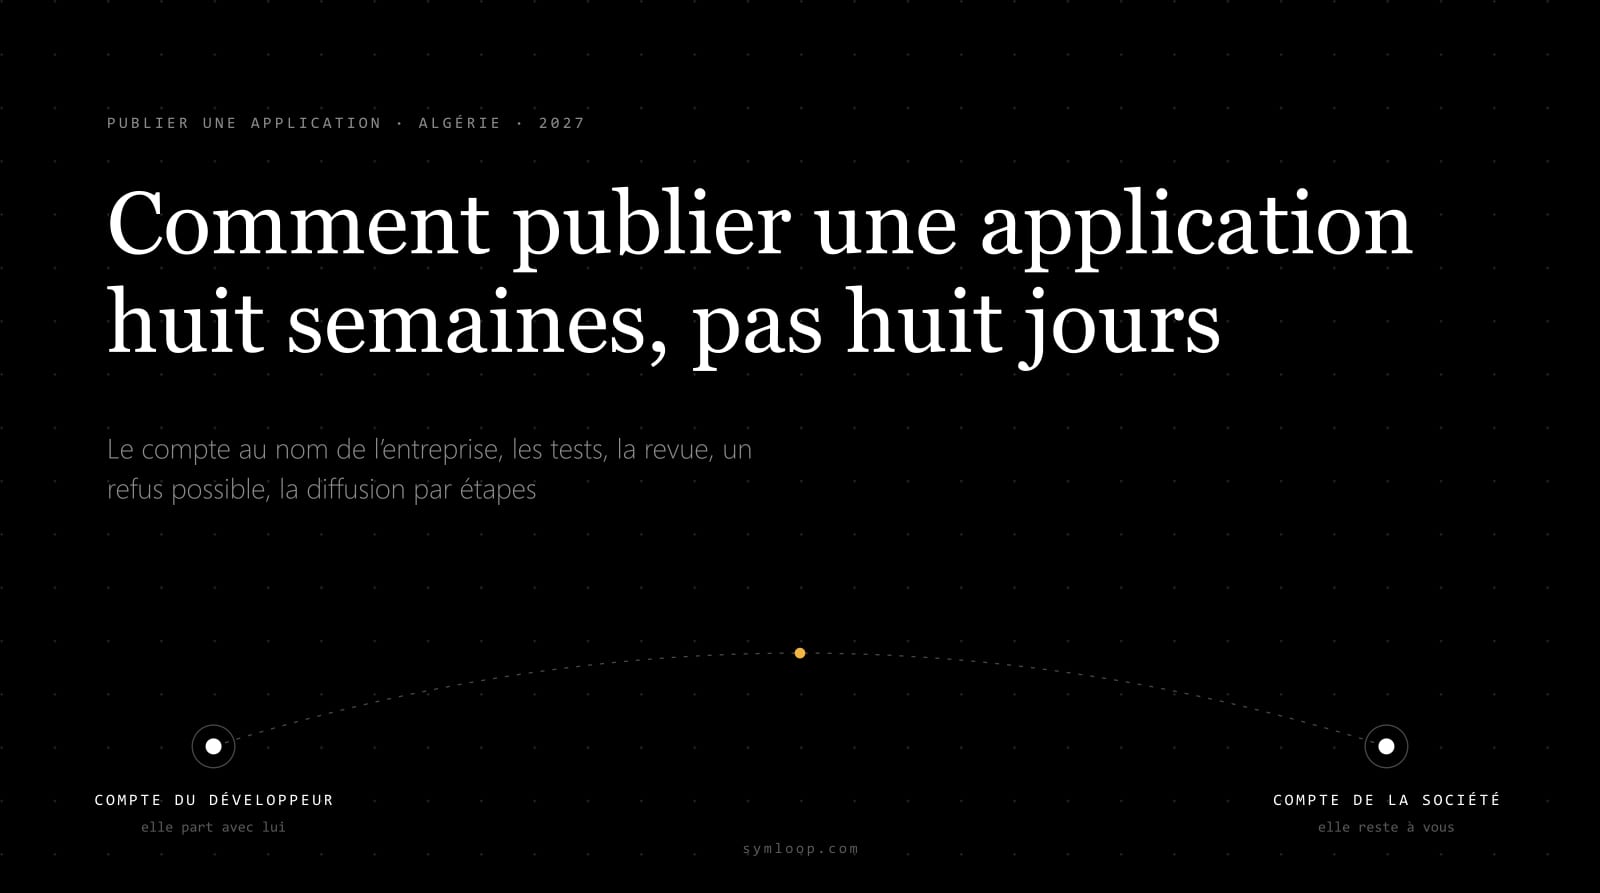 PUBLIER UNE APPLICATION · ALGÉRIE · 2027
Comment publier une application
huit semaines, pas huit jours
Le compte au nom de l’entreprise, les tests, la revue, un
refus possible, la diffusion par étapes
COMPTE DU DÉVELOPPEUR
elle part avec lui
COMPTE DE LA SOCIÉTÉ
elle reste à vous
symloop.com